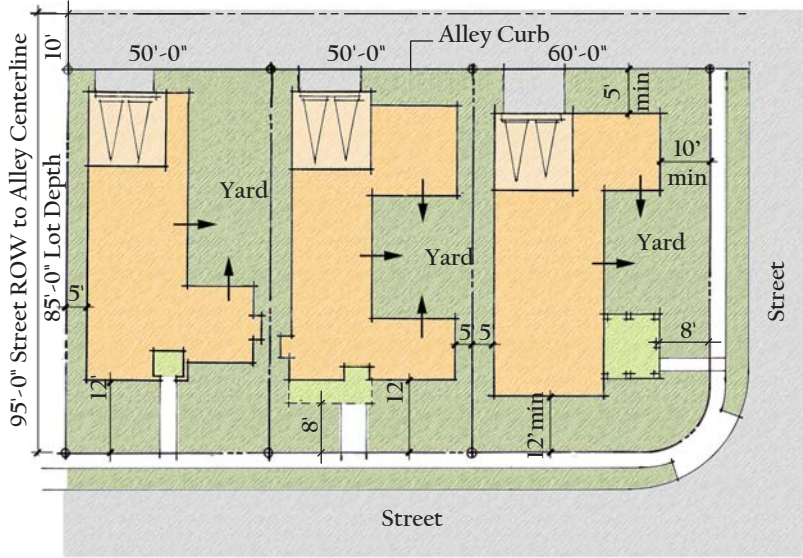 Alley Curb
50'-0"
50'-0"
60'-0"
10'
5'
min
10'
min
Yard
Yard
Yard
95'-0" Street ROW to Alley Centerline
85'-0" Lot Depth
5'
5'
5'
8'
12'
8'
12
12' min
Street
Street